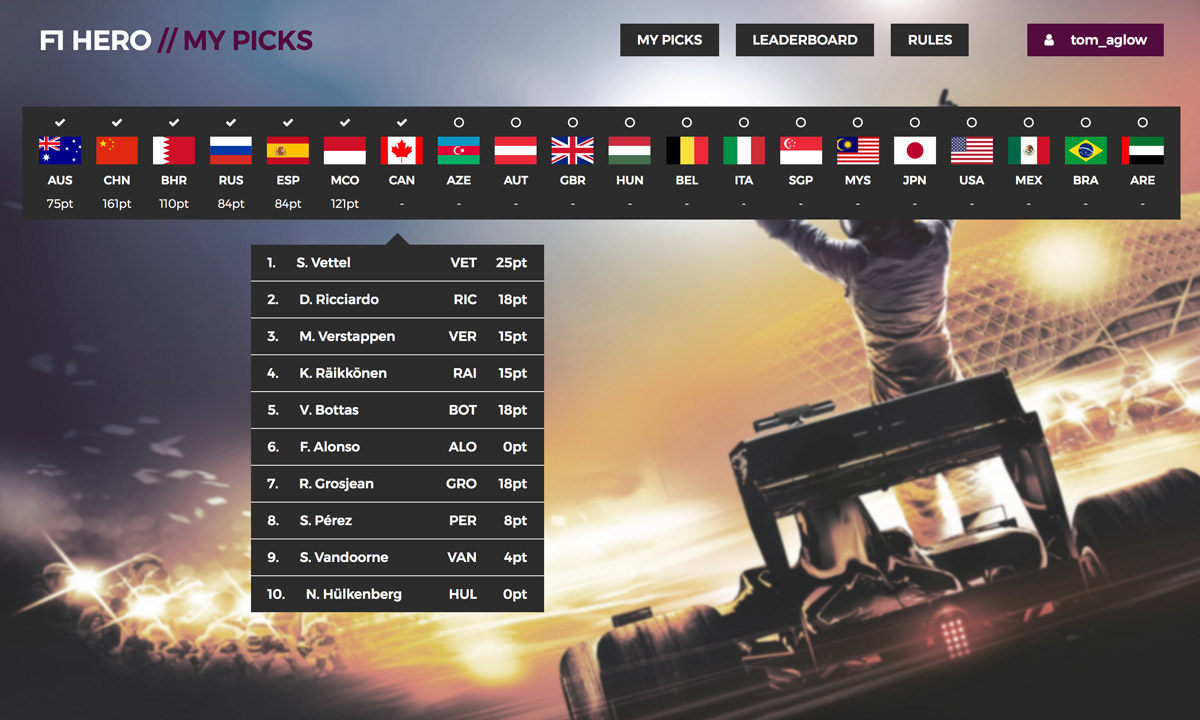 F1 HERO // MY PICKS
MY PICKS LEADERBOARD RULES tom_aglow
AUS CHN BHR RUS ESP MCO CAN AZE AUT GBR HUN BEL ITA SGP MYS JPN USA MEX BRA ARE
75pt 161pt 110pt 84pt 84pt 121pt - - - - - - - - - - - - - -
1. S. Vettel VET 25pt
2. D. Ricciardo RIC 18pt
3. M. Verstappen VER 15pt
4. K. Räikkönen RAI 15pt
5. V. Bottas BOT 18pt
6. F. Alonso ALO 0pt
7. R. Grosjean GRO 18pt
8. S. Pérez PER 8pt
9. S. Vandoorne VAN 4pt
10. N. Hülkenberg HUL 0pt